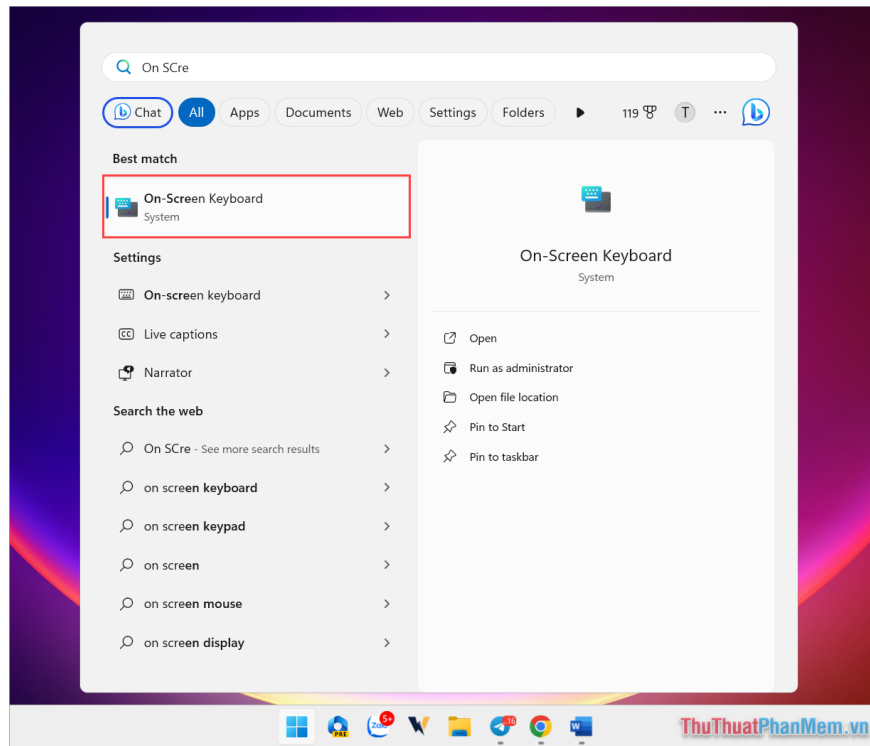 On SCre
Chat All Apps Documents Web Settings Folders 119 T
Best match
On-Screen Keyboard
System
Settings
On-screen keyboard
Live captions
Narrator
Search the web
On SCre - See more search results
on screen keyboard
on screen keypad
on screen
on screen mouse
on screen display
On-Screen Keyboard
System
Open
Run as administrator
Open file location
Pin to Start
Pin to taskbar
PRE Zalo 5+ 16 W
ThuThuatPhanMem.vn